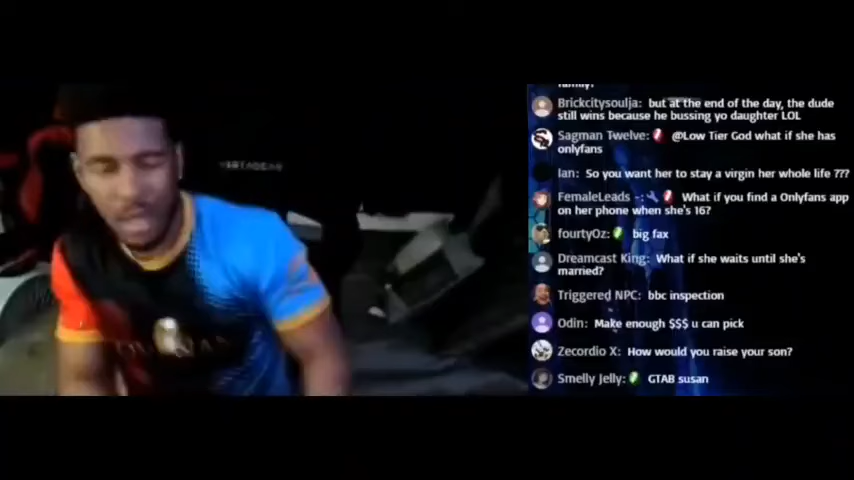 family?
Brickcitysoulja: but at the end of the day, the dude
still wins because he bussing yo daughter LOL
Sagman Twelve: @Low Tier God what if she has
onlyfans
Ian: So you want her to stay a virgin her whole life ???
FemaleLeads -: What if you find a Onlyfans app
on her phone when she's 16?
fourtyOz: big fax
Dreamcast King: What if she waits until she's
married?
Triggered NPC: bbc inspection
Odin: Make enough $$$ u can pick
Zecordio X: How would you raise your son?
Smelly Jelly: GTAB susan